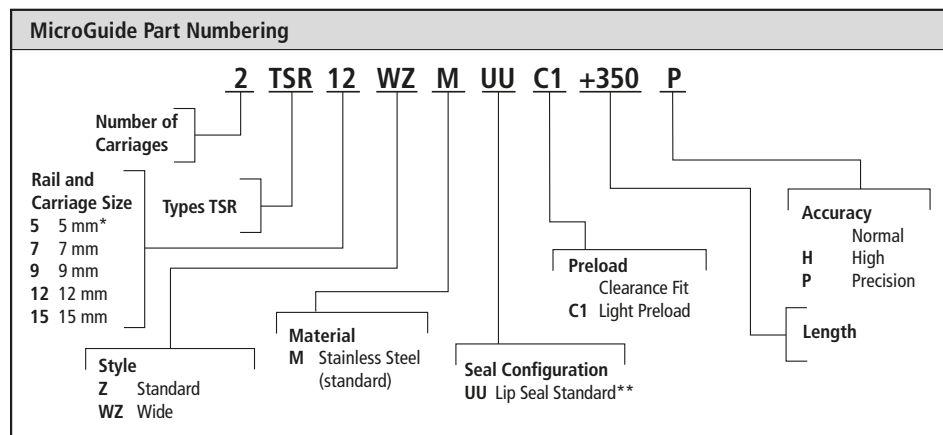 MicroGuide Part Numbering
2 TSR 12 WZ M UU C1 +350 P
Number of
Carriages
Rail and
Carriage Size
5 5 mm*
7 7 mm
9 9 mm
12 12 mm
15 15 mm
Types TSR
Style
Z Standard
WZ Wide
Material
M Stainless Steel
(standard)
Seal Configuration
UU Lip Seal Standard**
Preload
Clearance Fit
C1 Light Preload
Accuracy
Normal
H High
P Precision
Length